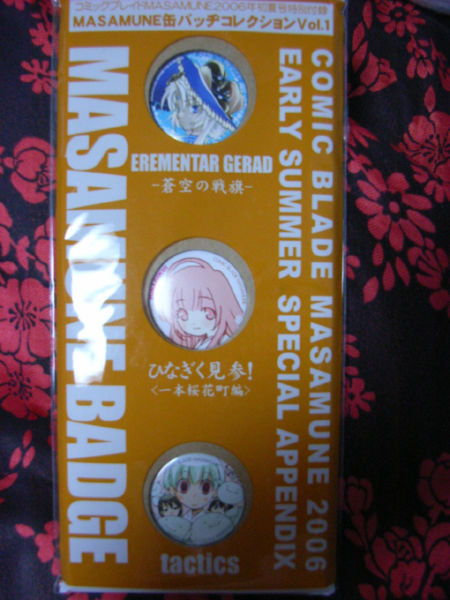 コミックブレイドMASAMUNE2006年初夏号特別付録
MASAMUNE缶バッヂコレクションVol.1
COMIC BLADE MASAMUNE 2006
EARLY SUMMER SPECIAL APPENDIX
MASAMUNE BADGE
EREMENTAR GERAD
-蒼空の戦旗-
ひなぎく見参!
<一本桜花町編>
tactics